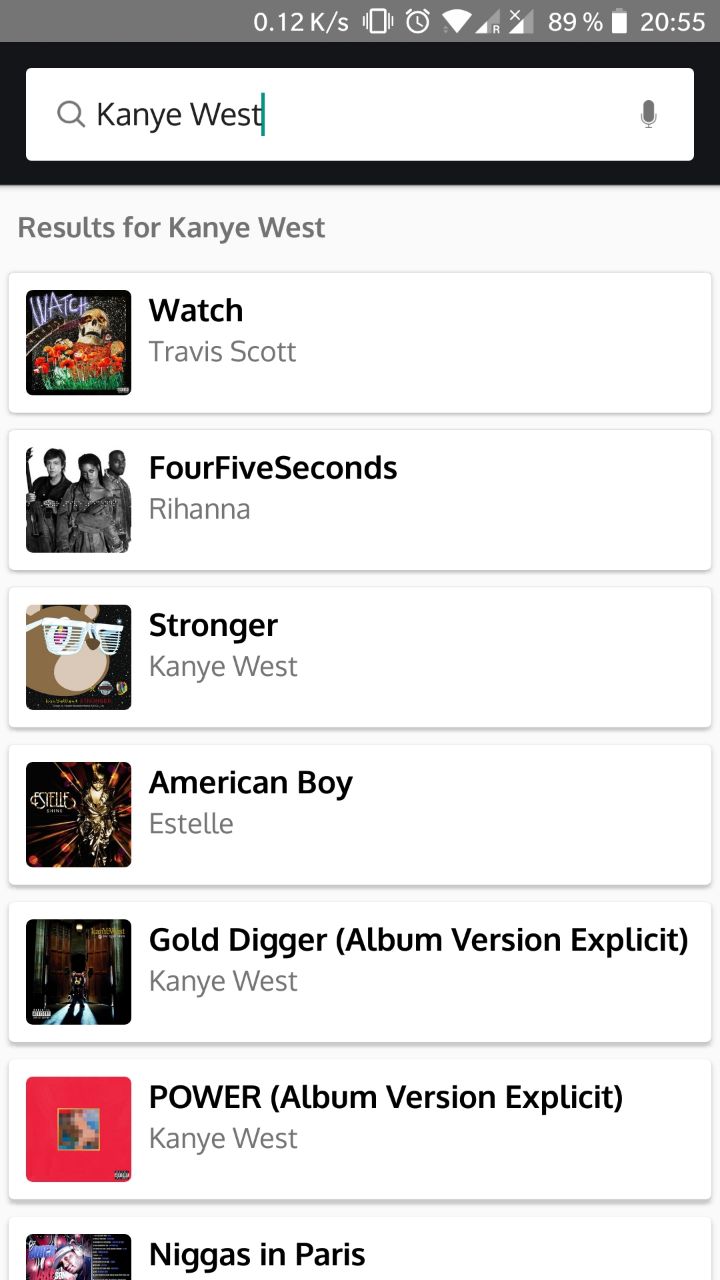 0.12 K/s R 89 % 20:55
Kanye West
Results for Kanye West
WATCH
Watch
Travis Scott
FourFiveSeconds
Rihanna
Stronger
Kanye West
ESTELLE
SHINE
American Boy
Estelle
Gold Digger (Album Version Explicit)
Kanye West
POWER (Album Version Explicit)
Kanye West
Niggas in Paris